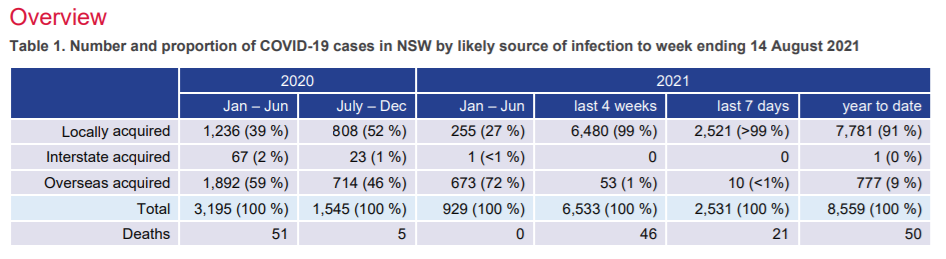 Overview
Table 1. Number and proportion of COVID-19 cases in NSW by likely source of infection to week ending 14 August 2021
2020 2021
Jan – Jun July – Dec Jan – Jun last 4 weeks last 7 days year to date
Locally acquired 1,236 (39 %) 808 (52 %) 255 (27 %) 6,480 (99 %) 2,521 (>99 %) 7,781 (91 %)
Interstate acquired 67 (2 %) 23 (1 %) 1 (<1 %) 0 0 1 (0 %)
Overseas acquired 1,892 (59 %) 714 (46 %) 673 (72 %) 53 (1 %) 10 (<1%) 777 (9 %)
Total 3,195 (100 %) 1,545 (100 %) 929 (100 %) 6,533 (100 %) 2,531 (100 %) 8,559 (100 %)
Deaths 51 5 0 46 21 50